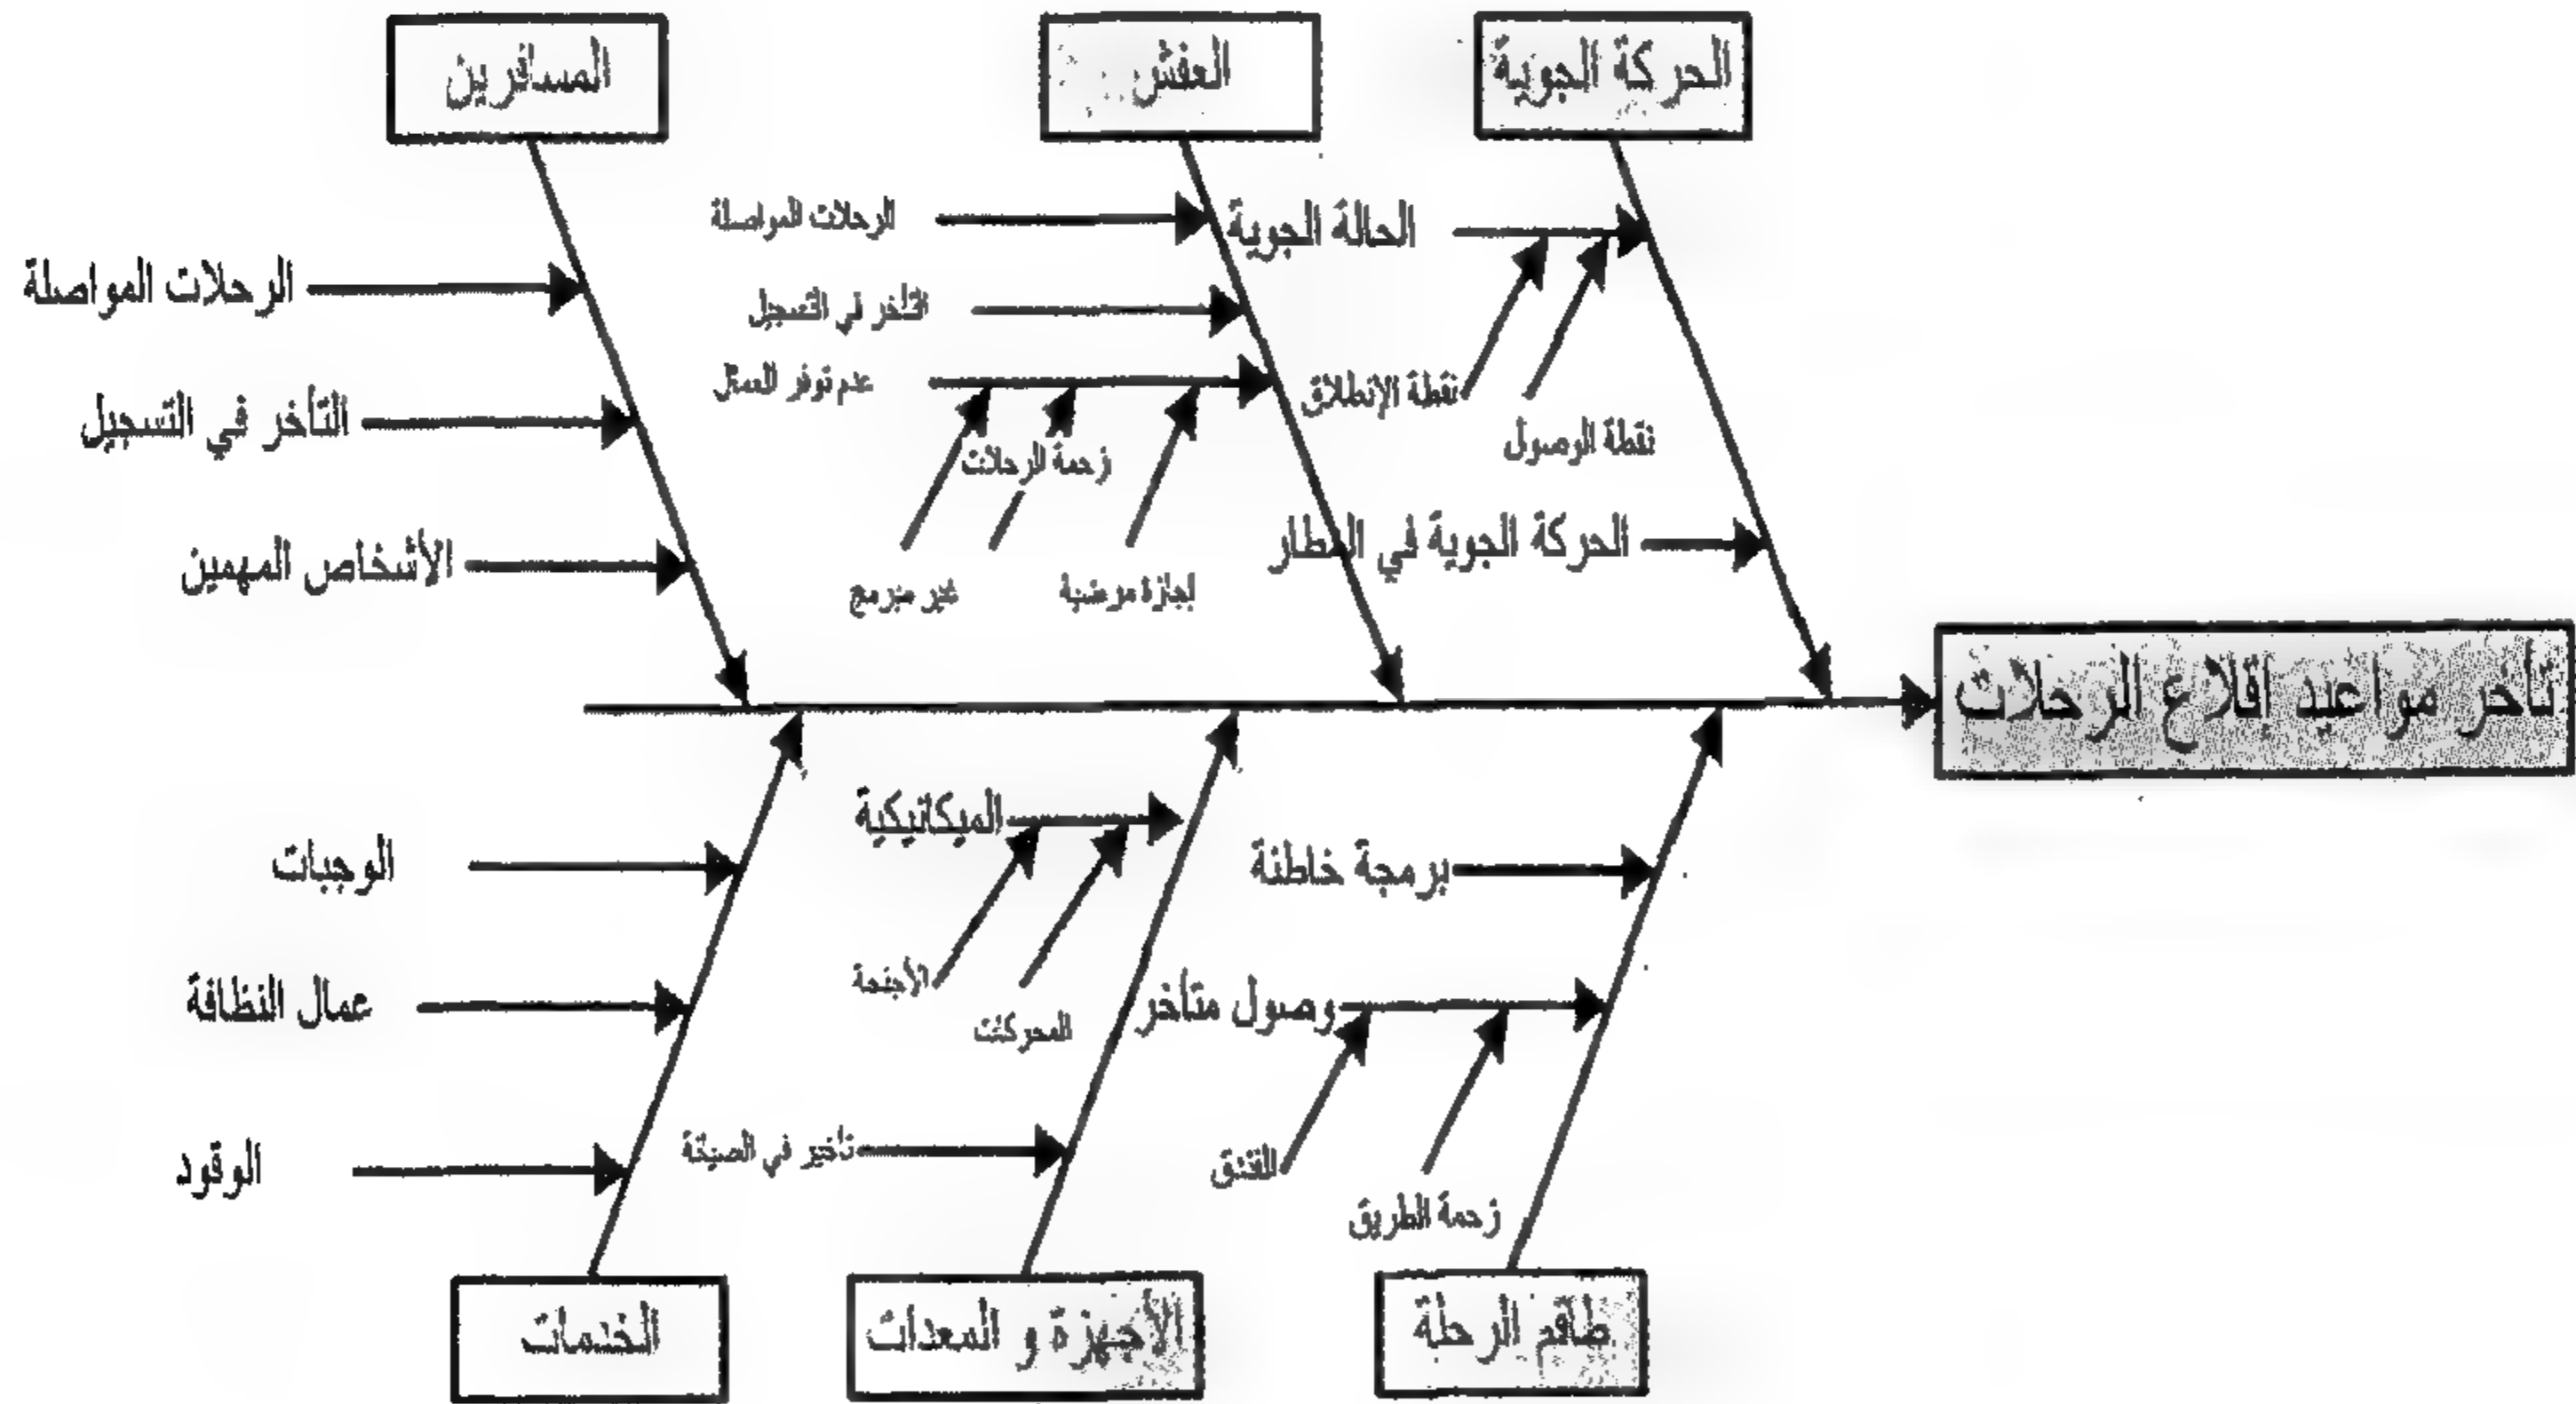 الحركة الجوية
العفش
المسافرين
الحالة الجوية
نقطة الإنطلاق
نقطة الوصول
الحركة الجوية في المطار
الرحلات المواصلة
التأخر في التسجيل
عدم توفر العمال
زحمة الرحلات
غير مبرمج
إجازة مرضية
الرحلات المواصلة
التأخر في التسجيل
الأشخاص المهمين
تأخر مواعيد إقلاع الرحلات
برمجة خاطئة
وصول متأخر
الفندق
زحمة الطريق
الميكانيكية
الأجنحة
المحركات
تأخير في الصيانة
الوجبات
عمال النظافة
الوقود
طاقم الرحلة
الأجهزة و المعدات
الخدمات